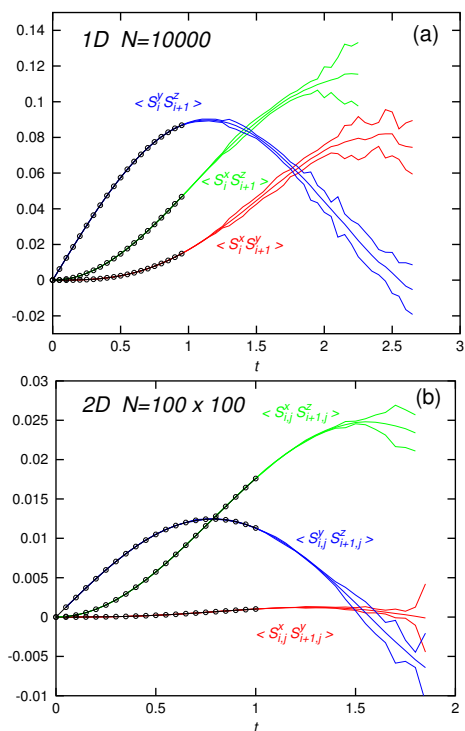 1D N=10000
(a)
0.14
0.12
0.1
0.08
0.06
0.04
0.02
0
-0.02
< S_i^y S_{i+1}^z >
< S_i^x S_{i+1}^z >
< S_i^x S_{i+1}^y >
0 0.5 1 1.5 2 2.5 3
t
2D N=100 x 100
(b)
0.03
0.025
0.02
0.015
0.01
0.005
0
-0.005
-0.01
< S_{i,j}^x S_{i+1,j}^z >
< S_{i,j}^y S_{i+1,j}^z >
< S_{i,j}^x S_{i+1,j}^y >
0 0.5 1 1.5 2
t